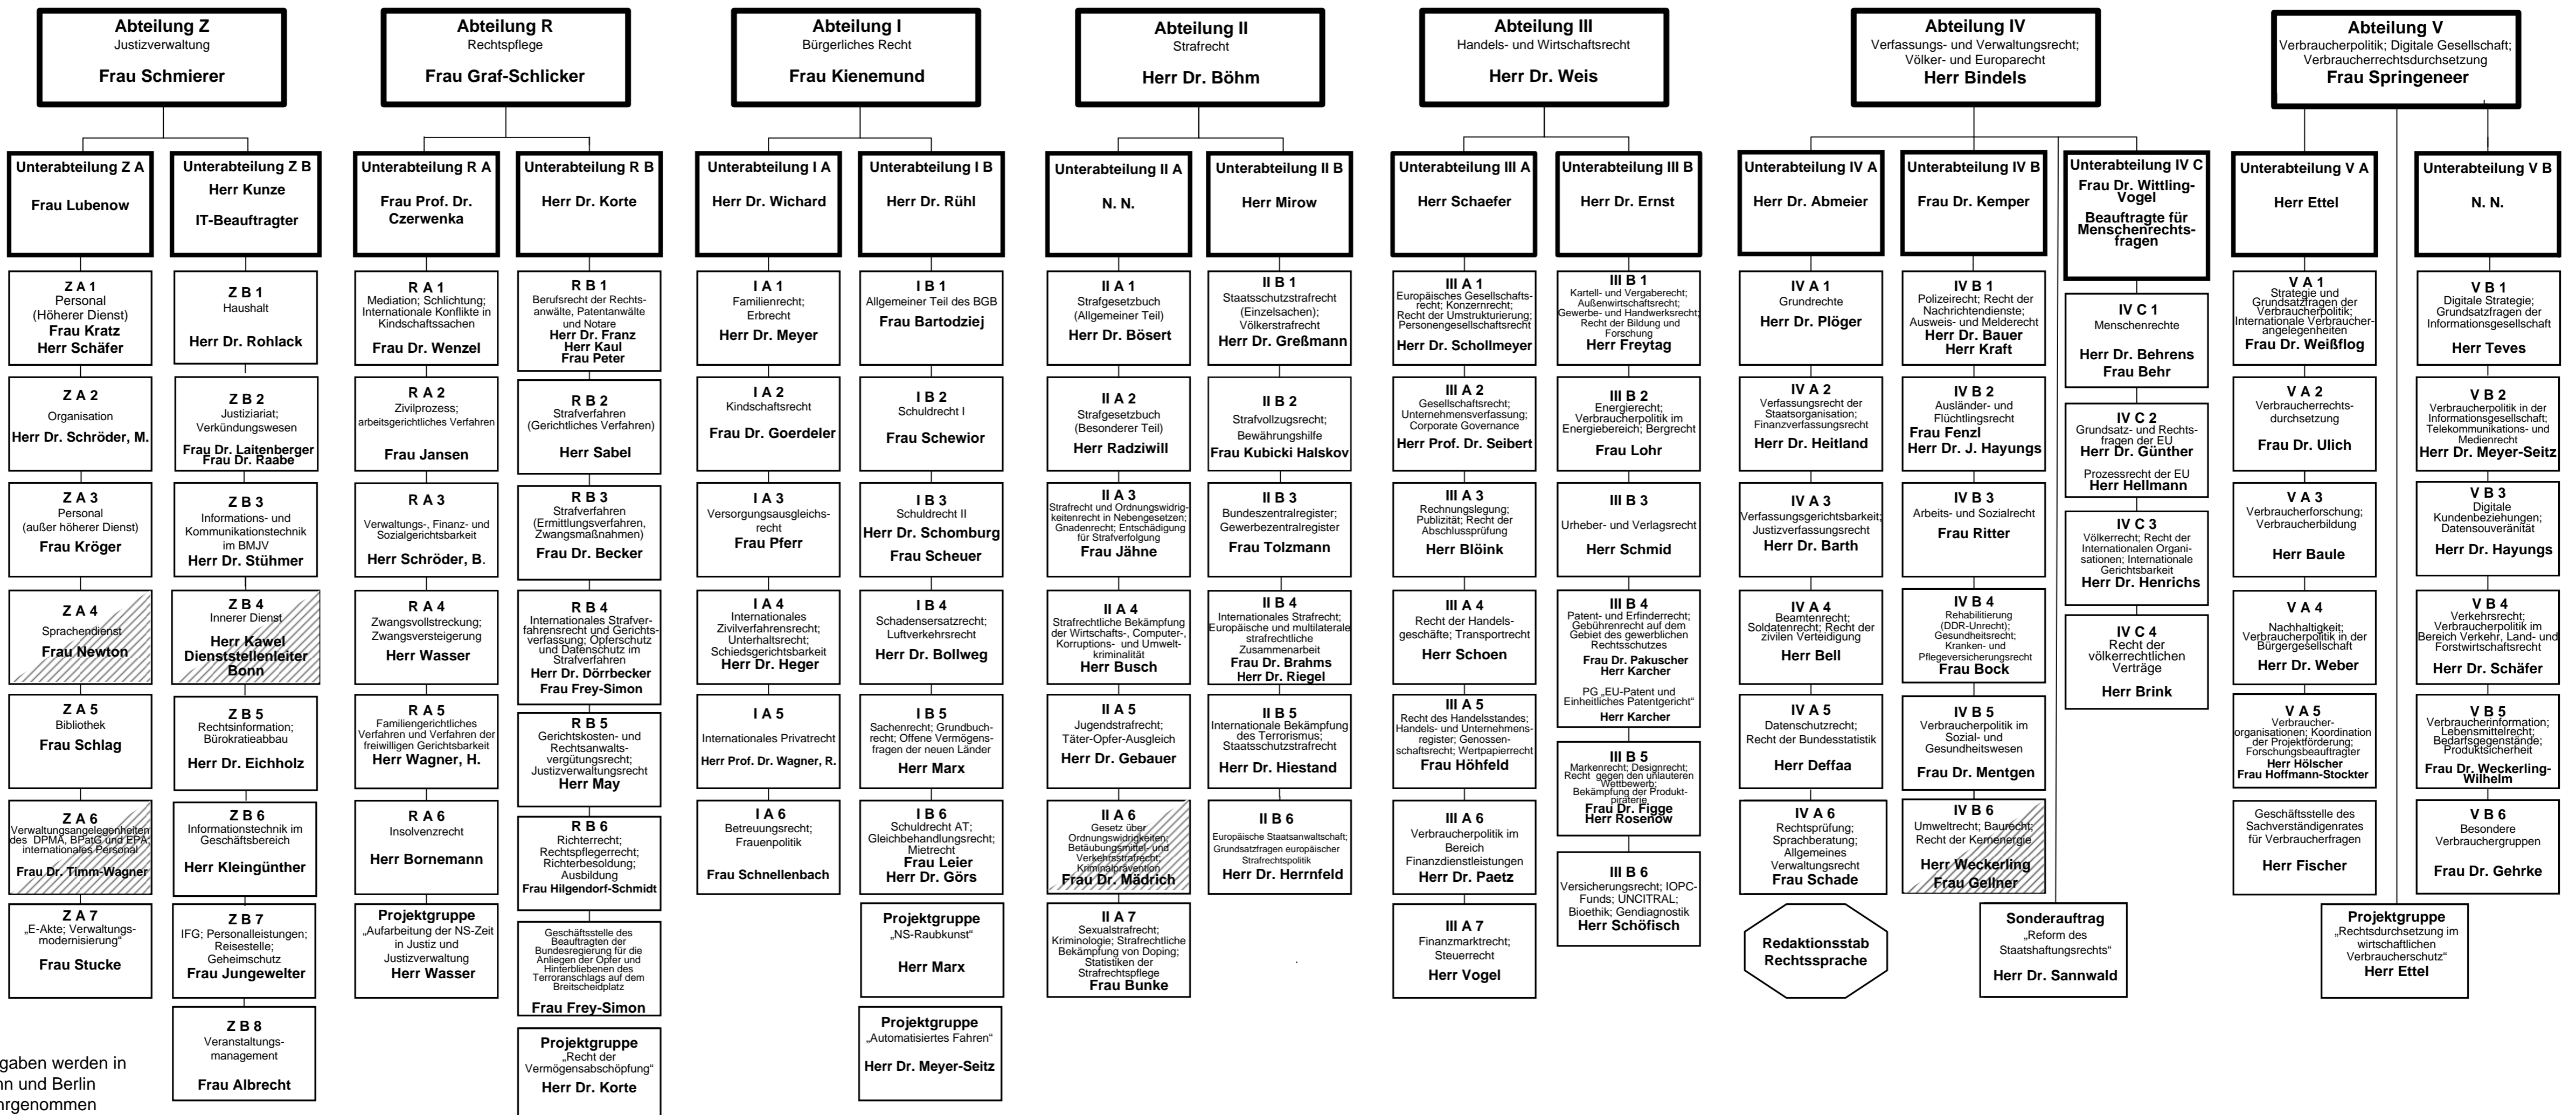 Abteilung Z
Justizverwaltung
Frau Schmierer
Unterabteilung Z A
Frau Lubenow
Z A 1
Personal
(Höherer Dienst)
Frau Kratz
Herr Schäfer
Z A 2
Organisation
Herr Dr. Schröder, M.
Z A 3
Personal
(außer höherer Dienst)
Frau Kröger
Z A 4
Sprachendienst
Frau Newton
Z A 5
Bibliothek
Frau Schlag
Z A 6
Verwaltungsangelegenheiten
des DPMA, BPatG und EPA;
internationales Personal
Frau Dr. Timm-Wagner
Z A 7
„E-Akte; Verwaltungs-
modernisierung“
Frau Stucke
Unterabteilung Z B
Herr Kunze
IT-Beauftragter
Z B 1
Haushalt
Herr Dr. Rohlack
Z B 2
Justiziariat;
Verkündungswesen
Frau Dr. Laitenberger
Frau Dr. Raabe
Z B 3
Informations- und
Kommunikationstechnik
im BMJV
Herr Dr. Stühmer
Z B 4
Innerer Dienst
Herr Kawel
Dienststellenleiter
Bonn
Z B 5
Rechtsinformation;
Bürokratieabbau
Herr Dr. Eichholz
Z B 6
Informationstechnik im
Geschäftsbereich
Herr Kleingünther
Z B 7
IFG; Personalleistungen;
Reisestelle;
Geheimschutz
Frau Jungewelter
Z B 8
Veranstaltungs-
management
Frau Albrecht
Abteilung R
Rechtspflege
Frau Graf-Schlicker
Unterabteilung R A
Frau Prof. Dr.
Czerwenka
R A 1
Mediation; Schlichtung;
Internationale Konflikte in
Kindschaftssachen
Frau Dr. Wenzel
R A 2
Zivilprozess;
arbeitsgerichtliches Verfahren
Frau Jansen
R A 3
Verwaltungs-, Finanz- und
Sozialgerichtsbarkeit
Herr Schröder, B.
R A 4
Zwangsvollstreckung;
Zwangsversteigerung
Herr Wasser
R A 5
Familiengerichtliches
Verfahren und Verfahren der
freiwilligen Gerichtsbarkeit
Herr Wagner, H.
R A 6
Insolvenzrecht
Herr Bornemann
Projektgruppe
„Aufarbeitung der NS-Zeit
in Justiz und
Justizverwaltung
Herr Wasser
Unterabteilung R B
Herr Dr. Korte
R B 1
Berufsrecht der Rechts-
anwälte, Patentanwälte
und Notare
Herr Dr. Franz
Herr Kaul
Frau Peter
R B 2
Strafverfahren
(Gerichtliches Verfahren)
Herr Sabel
R B 3
Strafverfahren
(Ermittlungsverfahren,
Zwangsmaßnahmen)
Frau Dr. Becker
R B 4
Internationales Strafver-
fahrensrecht und Gerichts-
verfassung; Opferschutz
und Datenschutz im
Strafverfahren
Herr Dr. Dörrbecker
Frau Frey-Simon
R B 5
Gerichtskosten- und
Rechtsanwalts-
vergütungsrecht;
Justizverwaltungsrecht
Herr May
R B 6
Richterrecht;
Rechtspflegerrecht;
Richterbesoldung;
Ausbildung
Frau Hilgendorf-Schmidt
Geschäftsstelle des
Beauftragten der
Bundesregierung für die
Anliegen der Opfer und
Hinterbliebenen des
Terroranschlags auf dem
Breitscheidplatz
Frau Frey-Simon
Projektgruppe
„Recht der
Vermögensabschöpfung“
Herr Dr. Korte
Abteilung I
Bürgerliches Recht
Frau Kienemund
Unterabteilung I A
Herr Dr. Wichard
I A 1
Familienrecht;
Erbrecht
Herr Dr. Meyer
I A 2
Kindschaftsrecht
Frau Dr. Goerdeler
I A 3
Versorgungsausgleichs-
recht
Frau Pferr
I A 4
Internationales
Zivilverfahrensrecht;
Unterhaltsrecht;
Schiedsgerichtsbarkeit
Herr Dr. Heger
I A 5
Internationales Privatrecht
Herr Prof. Dr. Wagner, R.
I A 6
Betreuungsrecht;
Frauenpolitik
Frau Schnellenbach
Unterabteilung I B
Herr Dr. Rühl
I B 1
Allgemeiner Teil des BGB
Frau Bartodziej
I B 2
Schuldrecht I
Frau Schewior
I B 3
Schuldrecht II
Herr Dr. Schomburg
Frau Scheuer
I B 4
Schadensersatzrecht;
Luftverkehrsrecht
Herr Dr. Bollweg
I B 5
Sachenrecht; Grundbuch-
recht; Offene Vermögens-
fragen der neuen Länder
Herr Marx
I B 6
Schuldrecht AT;
Gleichbehandlungsrecht;
Mietrecht
Frau Leier
Herr Dr. Görs
Projektgruppe
„NS-Raubkunst“
Herr Marx
Projektgruppe
„Automatisiertes Fahren“
Herr Dr. Meyer-Seitz
Abteilung II
Strafrecht
Herr Dr. Böhm
Unterabteilung II A
N. N.
II A 1
Strafgesetzbuch
(Allgemeiner Teil)
Herr Dr. Bösert
II A 2
Strafgesetzbuch
(Besonderer Teil)
Herr Radziwill
II A 3
Strafrecht und Ordnungswidrig-
keitenrecht in Nebengesetzen;
Gnadenrecht; Entschädigung
für Strafverfolgung
Frau Jähne
II A 4
Strafrechtliche Bekämpfung
der Wirtschafts-, Computer-,
Korruptions- und Umwelt-
kriminalität
Herr Busch
II A 5
Jugendstrafrecht;
Täter-Opfer-Ausgleich
Herr Dr. Gebauer
II A 6
Gesetz über
Ordnungswidrigkeiten;
Betäubungsmittel- und
Verkehrsstrafrecht;
Kriminalprävention
Frau Dr. Mädrich
II A 7
Sexualstrafrecht;
Kriminologie; Strafrechtliche
Bekämpfung von Doping;
Statistiken der
Strafrechtspflege
Frau Bunke
Unterabteilung II B
Herr Mirow
II B 1
Staatsschutzstrafrecht
(Einzelsachen);
Völkerstrafrecht
Herr Dr. Greßmann
II B 2
Strafvollzugsrecht;
Bewährungshilfe
Frau Kubicki Halskov
II B 3
Bundeszentralregister;
Gewerbezentralregister
Frau Tolzmann
II B 4
Internationales Strafrecht;
Europäische und multilaterale
strafrechtliche
Zusammenarbeit
Frau Dr. Brahms
Herr Dr. Riegel
II B 5
Internationale Bekämpfung
des Terrorismus;
Staatsschutzstrafrecht
Herr Dr. Hiestand
II B 6
Europäische Staatsanwaltschaft;
Grundsatzfragen europäischer
Strafrechtspolitik
Herr Dr. Herrnfeld
Abteilung III
Handels- und Wirtschaftsrecht
Herr Dr. Weis
Unterabteilung III A
Herr Schaefer
III A 1
Europäisches Gesellschafts-
recht; Konzernrecht;
Recht der Umstrukturierung;
Personengesellschaftsrecht
Herr Dr. Schollmeyer
III A 2
Gesellschaftsrecht;
Unternehmensverfassung;
Corporate Governance
Herr Prof. Dr. Seibert
III A 3
Rechnungslegung;
Publizität; Recht der
Abschlussprüfung
Herr Blöink
III A 4
Recht der Handels-
geschäfte; Transportrecht
Herr Schoen
III A 5
Recht des Handelsstandes;
Handels- und Unternehmens-
register; Genossen-
schaftsrecht; Wertpapierrecht
Frau Höhfeld
III A 6
Verbraucherpolitik im
Bereich
Finanzdienstleistungen
Herr Dr. Paetz
III A 7
Finanzmarktrecht;
Steuerrecht
Herr Vogel
Unterabteilung III B
Herr Dr. Ernst
III B 1
Kartell- und Vergaberecht;
Außenwirtschaftsrecht;
Gewerbe- und Handwerksrecht;
Recht der Bildung und
Forschung
Herr Freytag
III B 2
Energierecht;
Verbraucherpolitik im
Energiebereich; Bergrecht
Frau Lohr
III B 3
Urheber- und Verlagsrecht
Herr Schmid
III B 4
Patent- und Erfinderrecht;
Gebührenrecht auf dem
Gebiet des gewerblichen
Rechtsschutzes
Frau Dr. Pakuscher
Herr Karcher
PG „EU-Patent und
Einheitliches Patentgericht“
Herr Karcher
III B 5
Markenrecht; Designrecht;
Recht gegen den unlauteren
Wettbewerb;
Bekämpfung der Produkt-
piraterie
Frau Dr. Figge
Herr Rosenow
III B 6
Versicherungsrecht; IOPC-
Funds; UNCITRAL;
Bioethik; Gendiagnostik
Herr Schöfisch
Abteilung IV
Verfassungs- und Verwaltungsrecht;
Völker- und Europarecht
Herr Bindels
Unterabteilung IV A
Herr Dr. Abmeier
IV A 1
Grundrechte
Herr Dr. Plöger
IV A 2
Verfassungsrecht der
Staatsorganisation;
Finanzverfassungsrecht
Herr Dr. Heitland
IV A 3
Verfassungsgerichtsbarkeit;
Justizverfassungsrecht
Herr Dr. Barth
IV A 4
Beamtenrecht;
Soldatenrecht; Recht der
zivilen Verteidigung
Herr Bell
IV A 5
Datenschutzrecht;
Recht der Bundesstatistik
Herr Deffaa
IV A 6
Rechtsprüfung;
Sprachberatung;
Allgemeines
Verwaltungsrecht
Frau Schade
Redaktionsstab
Rechtssprache
Unterabteilung IV B
Frau Dr. Kemper
IV B 1
Polizeirecht; Recht der
Nachrichtendienste;
Ausweis- und Melderecht
Herr Dr. Bauer
Herr Kraft
IV B 2
Ausländer- und
Flüchtlingsrecht
Frau Fenzl
Herr Dr. J. Hayungs
IV B 3
Arbeits- und Sozialrecht
Frau Ritter
IV B 4
Rehabilitierung
(DDR-Unrecht);
Gesundheitsrecht;
Kranken- und
Pflegeversicherungsrecht
Frau Bock
IV B 5
Verbraucherpolitik im
Sozial- und
Gesundheitswesen
Frau Dr. Mentgen
IV B 6
Umweltrecht; Baurecht;
Recht der Kernenergie
Herr Weckerling
Frau Gellner
Sonderauftrag
„Reform des
Staatshaftungsrechts“
Herr Dr. Sannwald
Unterabteilung IV C
Frau Dr. Wittling-
Vogel
Beauftragte für
Menschenrechts-
fragen
IV C 1
Menschenrechte
Herr Dr. Behrens
Frau Behr
IV C 2
Grundsatz- und Rechts-
fragen der EU
Herr Dr. Günther
Prozessrecht der EU
Herr Hellmann
IV C 3
Völkerrecht; Recht der
Internationalen Organi-
sationen; Internationale
Gerichtsbarkeit
Herr Dr. Henrichs
IV C 4
Recht der
völkerrechtlichen
Verträge
Herr Brink
Abteilung V
Verbraucherpolitik; Digitale Gesellschaft;
Verbraucherrechtsdurchsetzung
Frau Springeneer
Unterabteilung V A
Herr Ettel
V A 1
Strategie und
Grundsatzfragen der
Verbraucherpolitik;
Internationale Verbraucher-
angelegenheiten
Frau Dr. Weißflog
V A 2
Verbraucherrechts-
durchsetzung
Frau Dr. Ulich
V A 3
Verbraucherforschung;
Verbraucherbildung
Herr Baule
V A 4
Nachhaltigkeit;
Verbraucherpolitik in der
Bürgergesellschaft
Herr Dr. Weber
V A 5
Verbraucher-
organisationen; Koordination
der Projektförderung;
Forschungsbeauftragter
Herr Hölscher
Frau Hoffmann-Stockter
Geschäftsstelle des
Sachverständigenrates
für Verbraucherfragen
Herr Fischer
Projektgruppe
„Rechtsdurchsetzung im
wirtschaftlichen
Verbraucherschutz“
Herr Ettel
Unterabteilung V B
N. N.
V B 1
Digitale Strategie;
Grundsatzfragen der
Informationsgesellschaft
Herr Teves
V B 2
Verbraucherpolitik in der
Informationsgesellschaft;
Telekommunikations- und
Medienrecht
Herr Dr. Meyer-Seitz
V B 3
Digitale
Kundenbeziehungen;
Datensouveränität
Herr Dr. Hayungs
V B 4
Verkehrsrecht;
Verbraucherpolitik im
Bereich Verkehr, Land- und
Forstwirtschaftsrecht
Herr Dr. Schäfer
V B 5
Verbraucherinformation;
Lebensmittelrecht;
Bedarfsgegenstände;
Produktsicherheit
Frau Dr. Weckerling-
Wilhelm
V B 6
Besondere
Verbrauchergruppen
Frau Dr. Gehrke
gaben werden in
nn und Berlin
hrgenommen